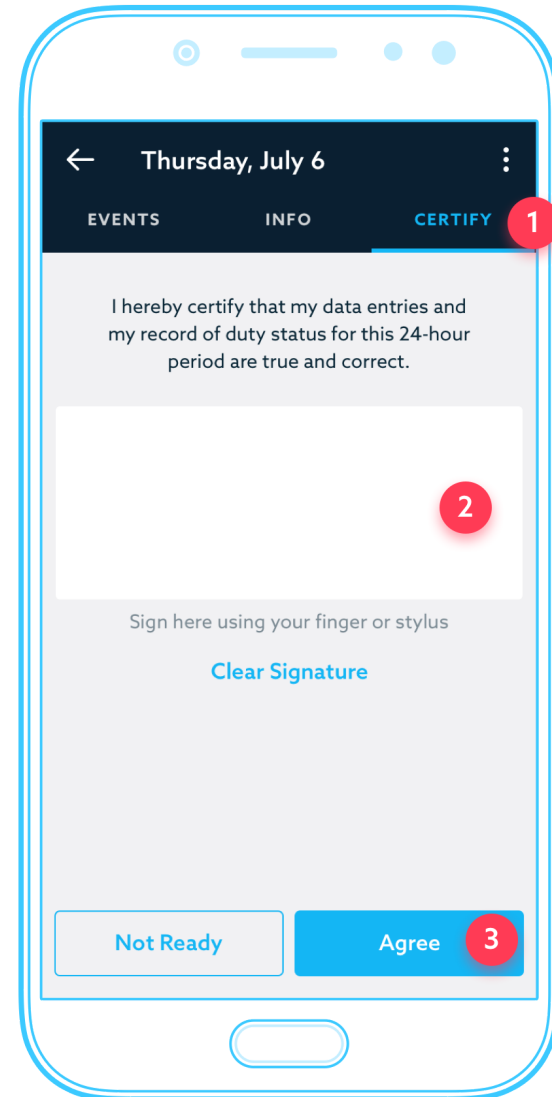 Thursday, July 6
EVENTS INFO CERTIFY 1
I hereby certify that my data entries and
my record of duty status for this 24-hour
period are true and correct.
2
Sign here using your finger or stylus
Clear Signature
Not Ready Agree 3